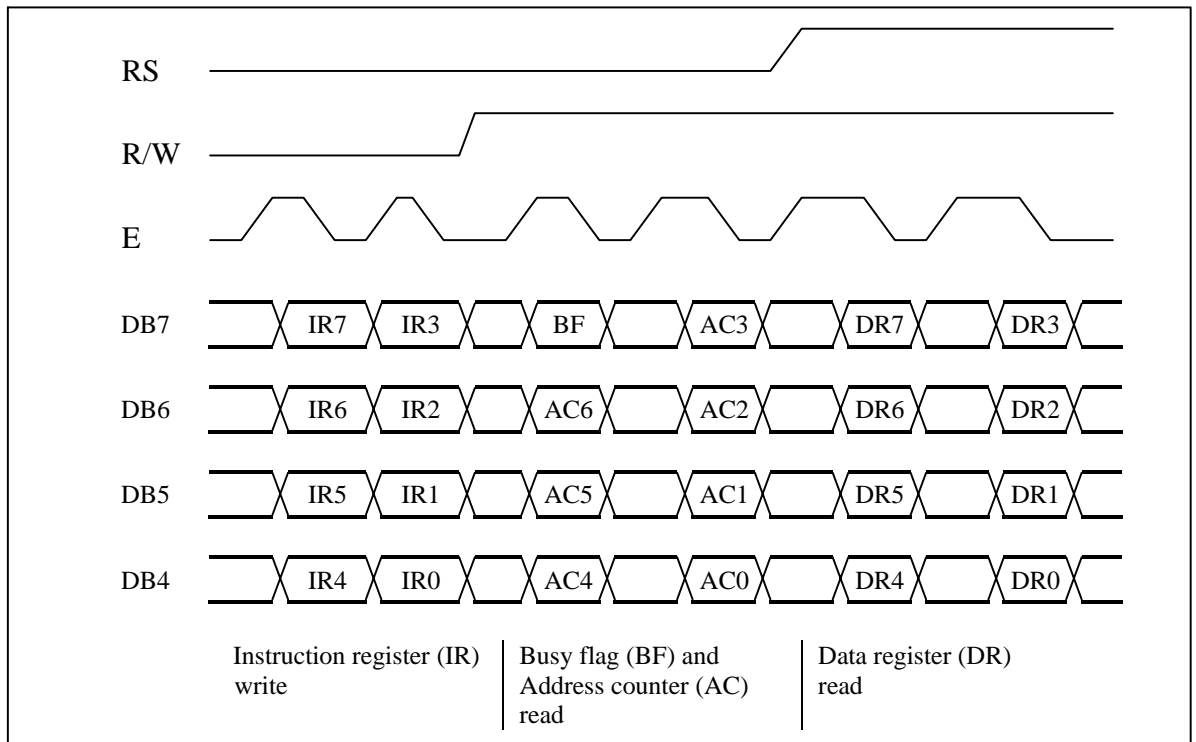 RS
R/W
E
DB7 IR7 IR3 BF AC3 DR7 DR3
DB6 IR6 IR2 AC6 AC2 DR6 DR2
DB5 IR5 IR1 AC5 AC1 DR5 DR1
DB4 IR4 IR0 AC4 AC0 DR4 DR0
Instruction register (IR)
write
Busy flag (BF) and
Address counter (AC)
read
Data register (DR)
read